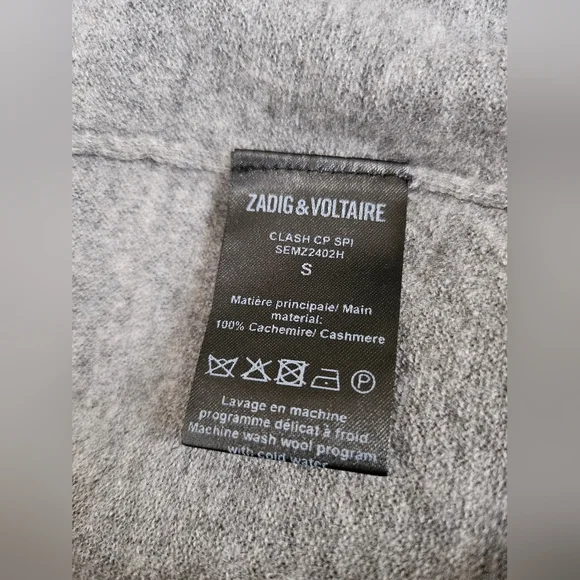 ZADIG&VOLTAIRE
CLASH CP SPI
SEMZ2402H
S
Matière principale/ Main
material:
100% Cachemire/ Cashmere
P
Lavage en machine
programme délicat à froid
Machine wash wool program
with cold water